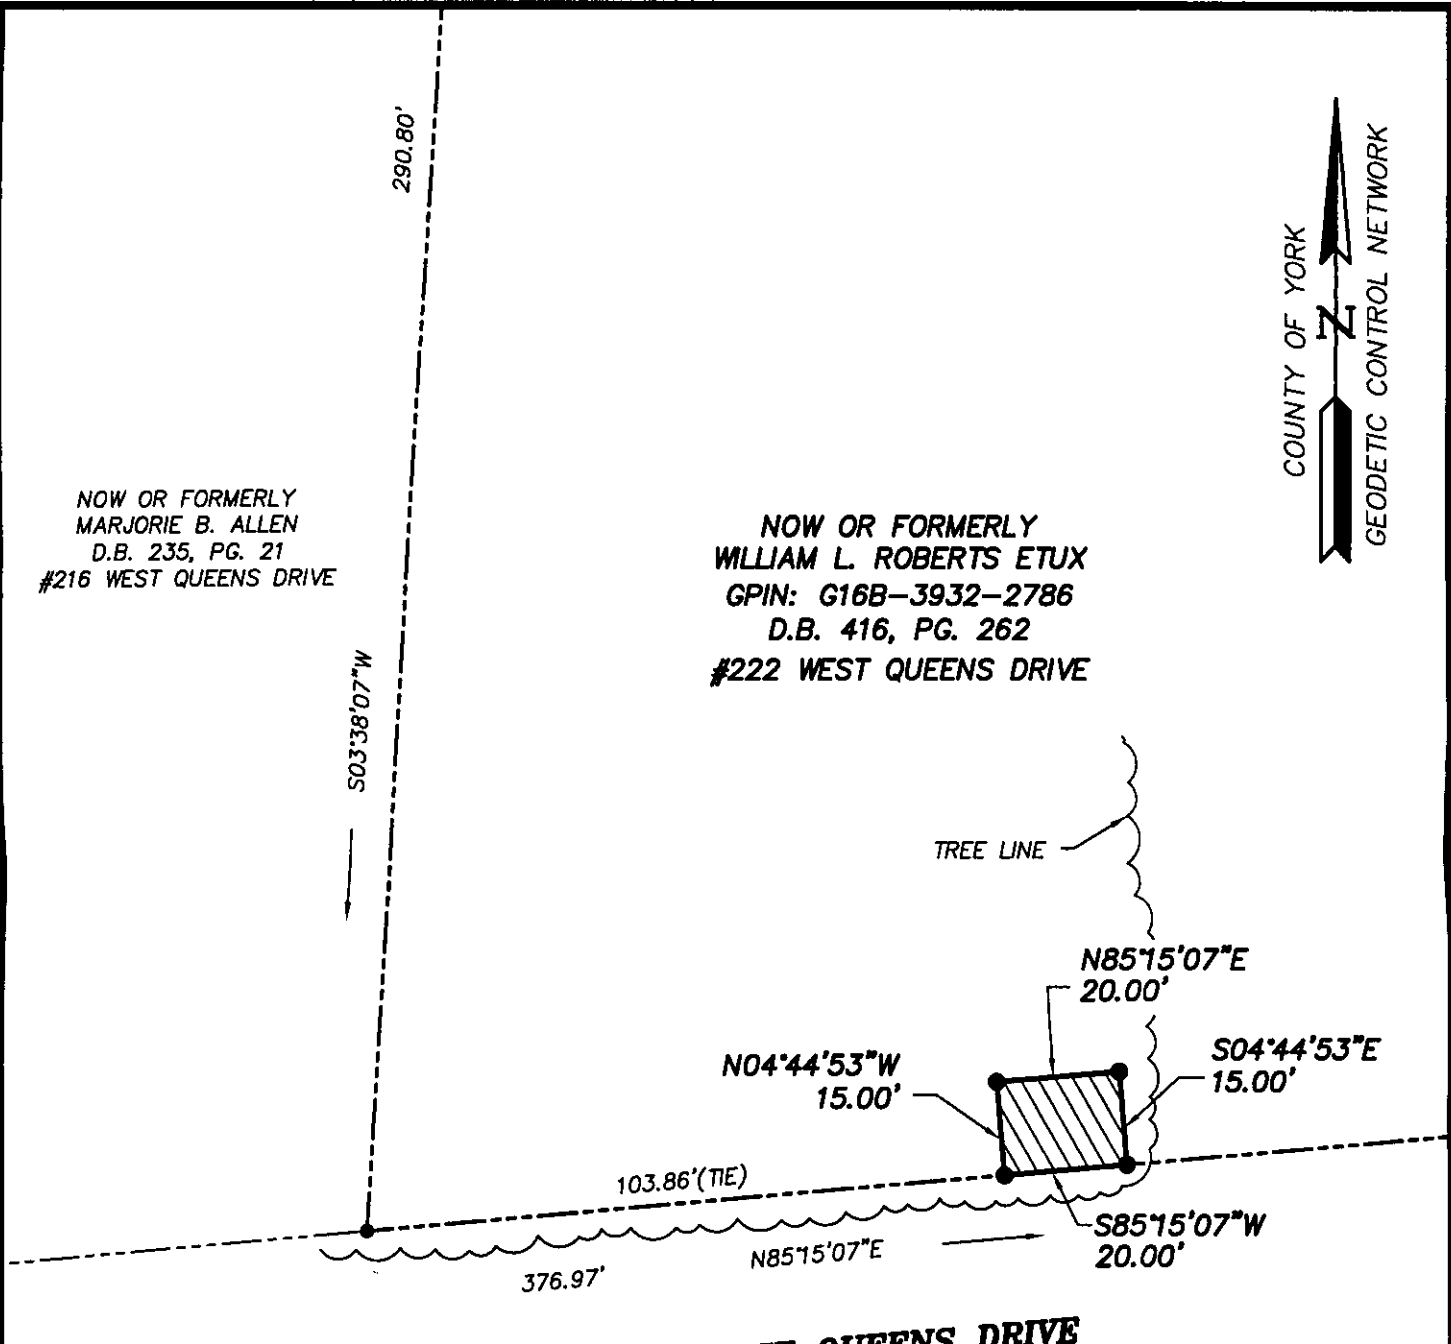 290.80'
COUNTY OF YORK
N
GEODETIC CONTROL NETWORK
NOW OR FORMERLY
MARJORIE B. ALLEN
D.B. 235, PG. 21
#216 WEST QUEENS DRIVE
NOW OR FORMERLY
WILLIAM L. ROBERTS ETUX
GPIN: G16B-3932-2786
D.B. 416, PG. 262
#222 WEST QUEENS DRIVE
S03°38'07"W
TREE LINE
N85°15'07"E
20.00'
N04°44'53"W
15.00'
S04°44'53"E
15.00'
103.86'(TIE)
S85°15'07"W
20.00'
N85°15'07"E
376.97'
QUEENS DRIVE